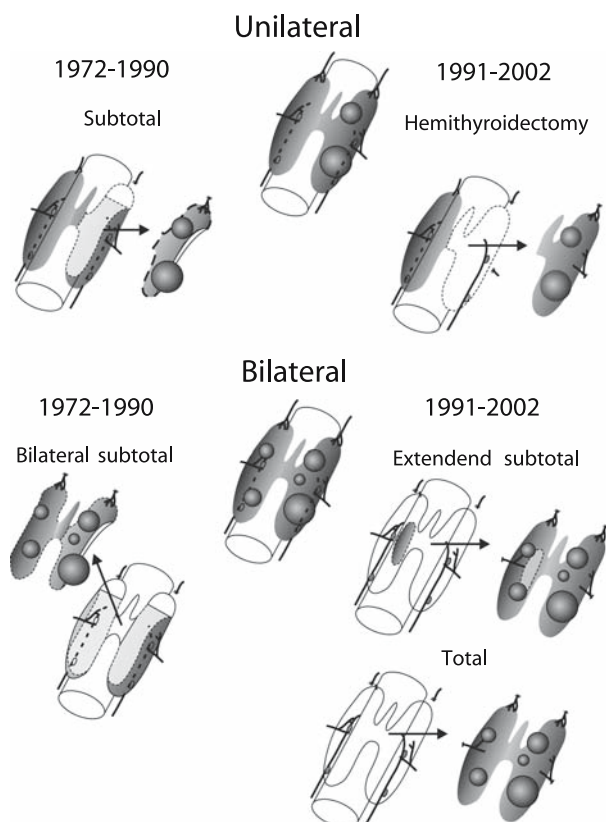 Unilateral
1972-1990
1991-2002
Subtotal
Hemithyroidectomy
Bilateral
1972-1990
1991-2002
Bilateral subtotal
Extendend subtotal
Total